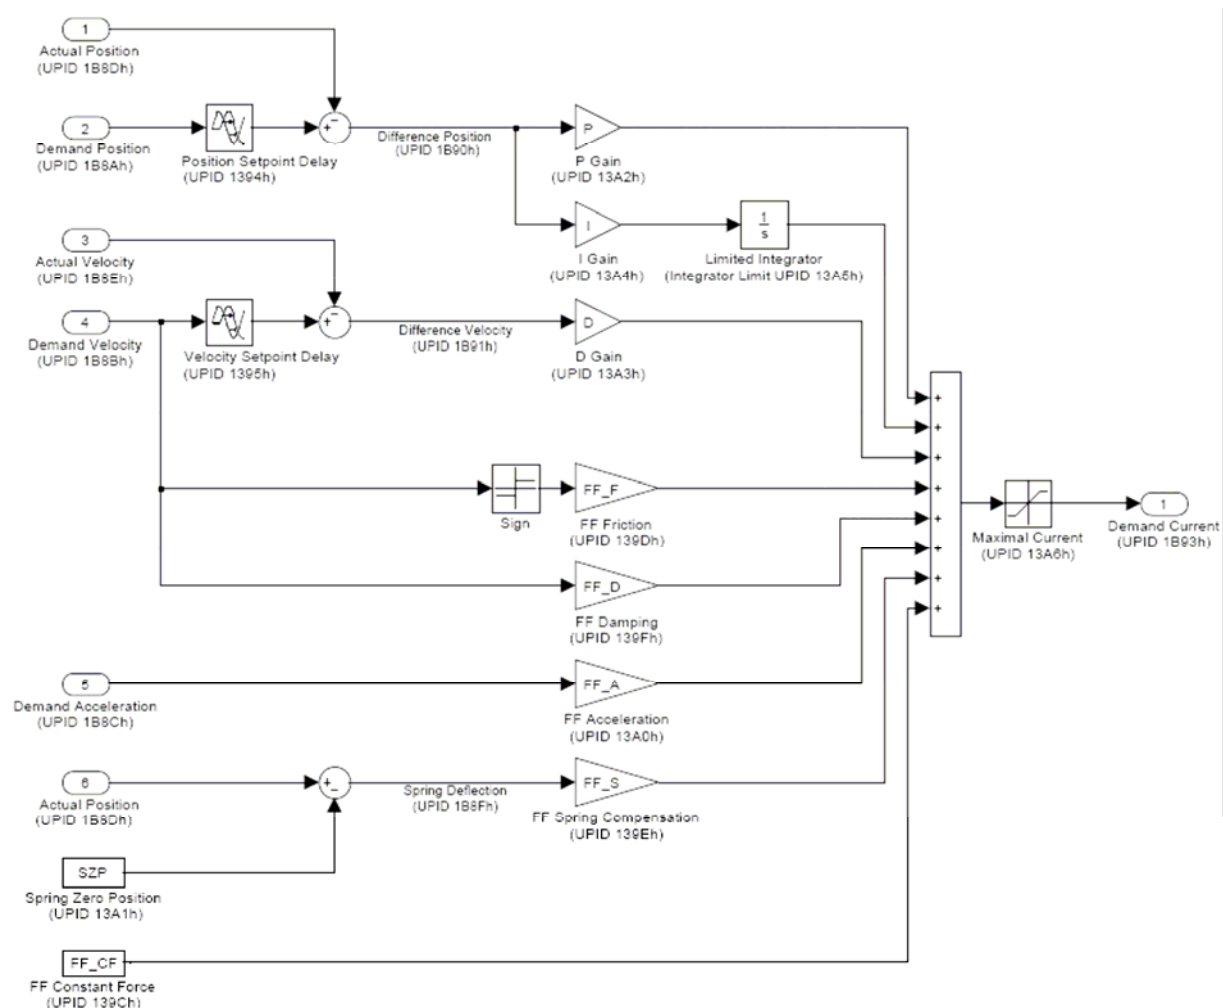 1
Actual Position
(UPID 1B8Dh)
2
Demand Position
(UPID 1B8Ah)
Position Setpoint Delay
(UPID 1394h)
+
−
Difference Position
(UPID 1B90h)
P
P Gain
(UPID 13A2h)
I
I Gain
(UPID 13A4h)
1
s
Limited Integrator
(Integrator Limit UPID 13A5h)
3
Actual Velocity
(UPID 1B8Eh)
4
Demand Velocity
(UPID 1B8Bh)
Velocity Setpoint Delay
(UPID 1395h)
+
−
Difference Velocity
(UPID 1B91h)
D
D Gain
(UPID 13A3h)
+
+
+
+
+
+
+
+
Sign
FF_F
FF Friction
(UPID 139Dh)
Maximal Current
(UPID 13A6h)
1
Demand Current
(UPID 1B93h)
FF_D
FF Damping
(UPID 139Fh)
5
Demand Acceleration
(UPID 1B8Ch)
FF_A
FF Acceleration
(UPID 13A0h)
6
Actual Position
(UPID 1B8Dh)
+
−
Spring Deflection
(UPID 1B8Fh)
FF_S
FF Spring Compensation
(UPID 139Eh)
SZP
Spring Zero Position
(UPID 13A1h)
FF_CF
FF Constant Force
(UPID 139Ch)